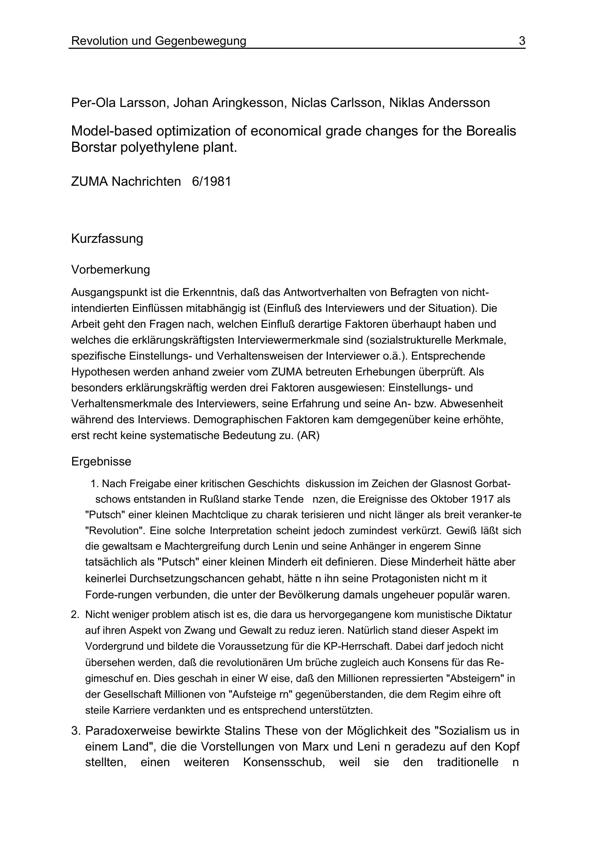 Revolution und Gegenbewegung 3
Per-Ola Larsson, Johan Aringkesson, Niclas Carlsson, Niklas Andersson
Model-based optimization of economical grade changes for the Borealis
Borstar polyethylene plant.
ZUMA Nachrichten 6/1981
Kurzfassung
Vorbemerkung
Ausgangspunkt ist die Erkenntnis, daß das Antwortverhalten von Befragten von nicht-
intendierten Einflüssen mitabhängig ist (Einfluß des Interviewers und der Situation). Die
Arbeit geht den Fragen nach, welchen Einfluß derartige Faktoren überhaupt haben und
welches die erklärungskräftigsten Interviewermerkmale sind (sozialstrukturelle Merkmale,
spezifische Einstellungs- und Verhaltensweisen der Interviewer o.ä.). Entsprechende
Hypothesen werden anhand zweier vom ZUMA betreuten Erhebungen überprüft. Als
besonders erklärungskräftig werden drei Faktoren ausgewiesen: Einstellungs- und
Verhaltensmerkmale des Interviewers, seine Erfahrung und seine An- bzw. Abwesenheit
während des Interviews. Demographischen Faktoren kam demgegenüber keine erhöhte,
erst recht keine systematische Bedeutung zu. (AR)
Ergebnisse
1. Nach Freigabe einer kritischen Geschichts diskussion im Zeichen der Glasnost Gorbat-
schows entstanden in Rußland starke Tende nzen, die Ereignisse des Oktober 1917 als
"Putsch" einer kleinen Machtclique zu charak terisieren und nicht länger als breit veranker-te
"Revolution". Eine solche Interpretation scheint jedoch zumindest verkürzt. Gewiß läßt sich
die gewaltsam e Machtergreifung durch Lenin und seine Anhänger in engerem Sinne
tatsächlich als "Putsch" einer kleinen Minderh eit definieren. Diese Minderheit hätte aber
keinerlei Durchsetzungschancen gehabt, hätte n ihn seine Protagonisten nicht m it
Forde-rungen verbunden, die unter der Bevölkerung damals ungeheuer populär waren.
2. Nicht weniger problem atisch ist es, die dara us hervorgegangene kom munistische Diktatur
auf ihren Aspekt von Zwang und Gewalt zu reduz ieren. Natürlich stand dieser Aspekt im
Vordergrund und bildete die Voraussetzung für die KP-Herrschaft. Dabei darf jedoch nicht
übersehen werden, daß die revolutionären Um brüche zugleich auch Konsens für das Re-
gimeschuf en. Dies geschah in einer W eise, daß den Millionen repressierten "Absteigern" in
der Gesellschaft Millionen von "Aufsteige rn" gegenüberstanden, die dem Regim eihre oft
steile Karriere verdankten und es entsprechend unterstützten.
3. Paradoxerweise bewirkte Stalins These von der Möglichkeit des "Sozialism us in
einem Land", die die Vorstellungen von Marx und Leni n geradezu auf den Kopf
stellten, einen weiteren Konsensschub, weil sie den traditionelle n